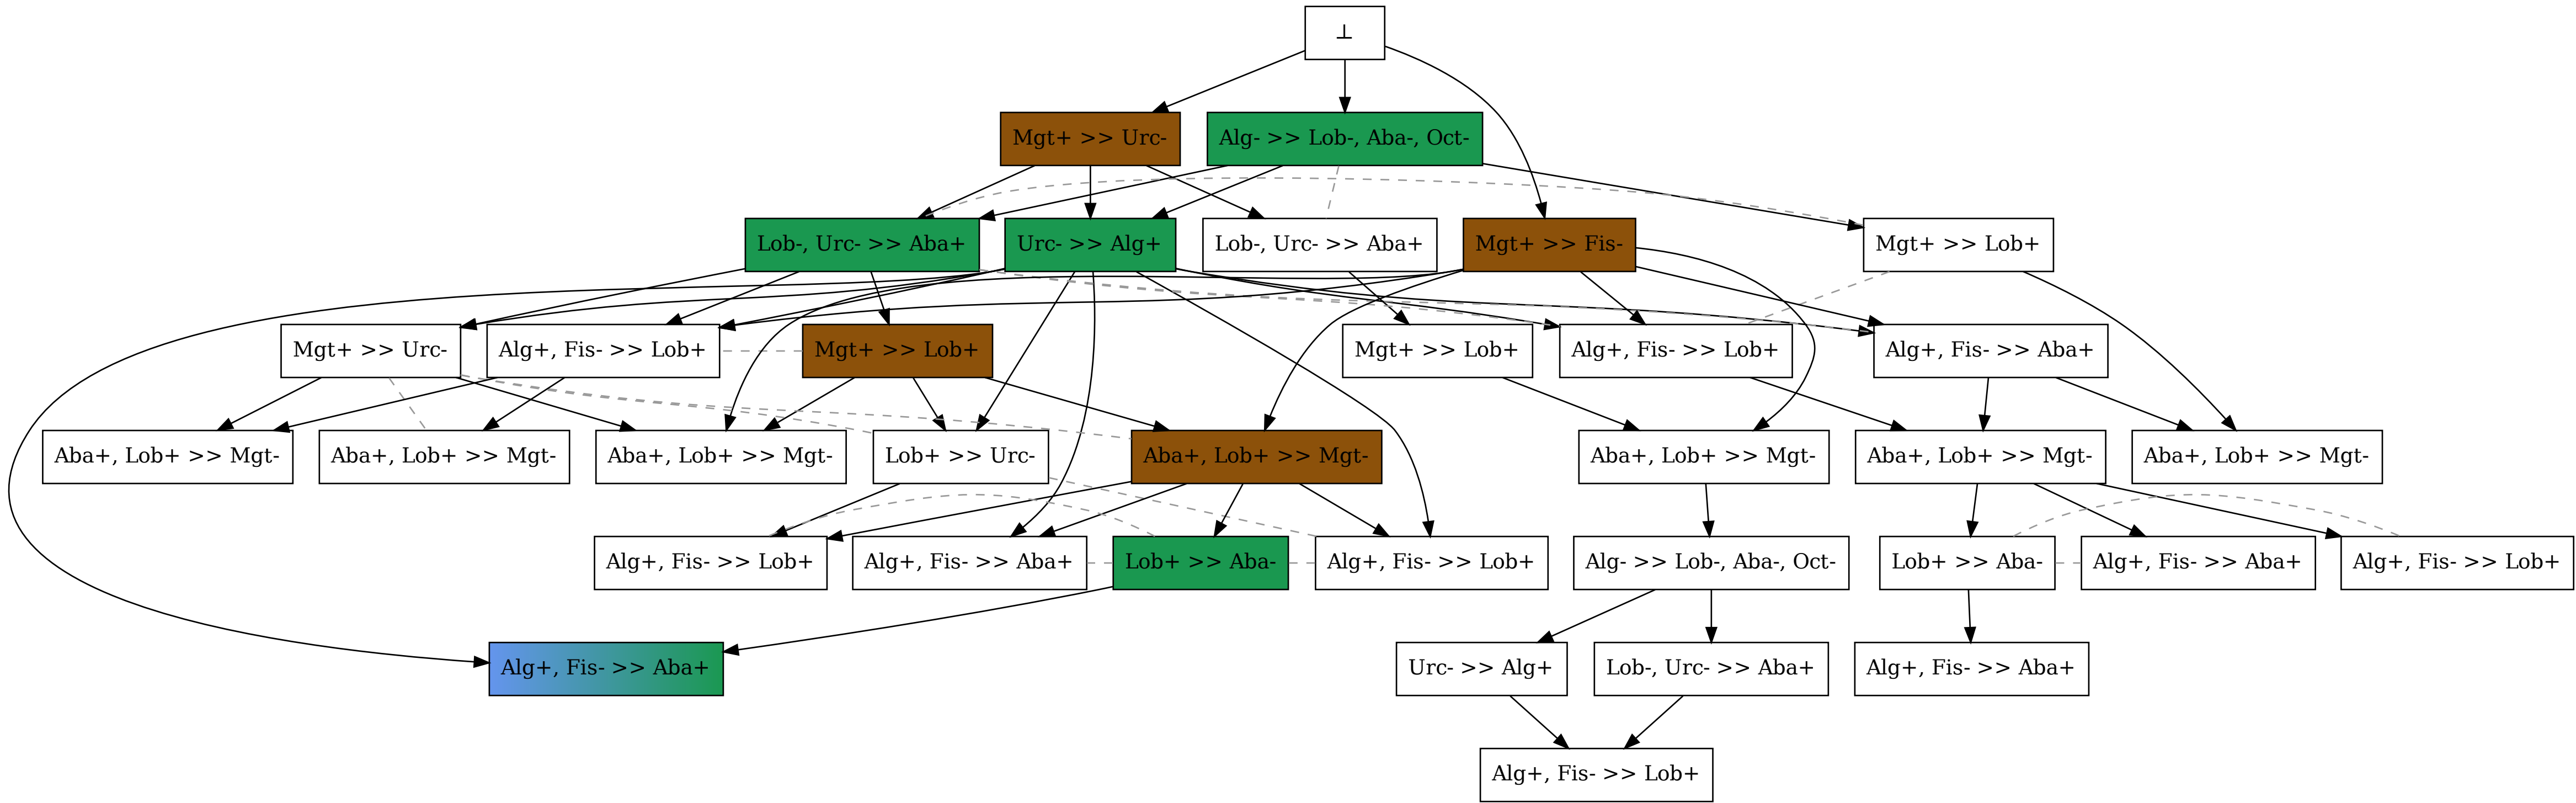 ⊥
Mgt+ >> Urc-
Alg- >> Lob-, Aba-, Oct-
Lob-, Urc- >> Aba+
Urc- >> Alg+
Lob-, Urc- >> Aba+
Mgt+ >> Fis-
Mgt+ >> Lob+
Mgt+ >> Urc-
Alg+, Fis- >> Lob+
Mgt+ >> Lob+
Mgt+ >> Lob+
Alg+, Fis- >> Lob+
Alg+, Fis- >> Aba+
Aba+, Lob+ >> Mgt-
Aba+, Lob+ >> Mgt-
Aba+, Lob+ >> Mgt-
Lob+ >> Urc-
Aba+, Lob+ >> Mgt-
Aba+, Lob+ >> Mgt-
Aba+, Lob+ >> Mgt-
Aba+, Lob+ >> Mgt-
Alg+, Fis- >> Lob+
Alg+, Fis- >> Aba+
Lob+ >> Aba-
Alg+, Fis- >> Lob+
Alg- >> Lob-, Aba-, Oct-
Lob+ >> Aba-
Alg+, Fis- >> Aba+
Alg+, Fis- >> Lob+
Alg+, Fis- >> Aba+
Urc- >> Alg+
Lob-, Urc- >> Aba+
Alg+, Fis- >> Aba+
Alg+, Fis- >> Lob+